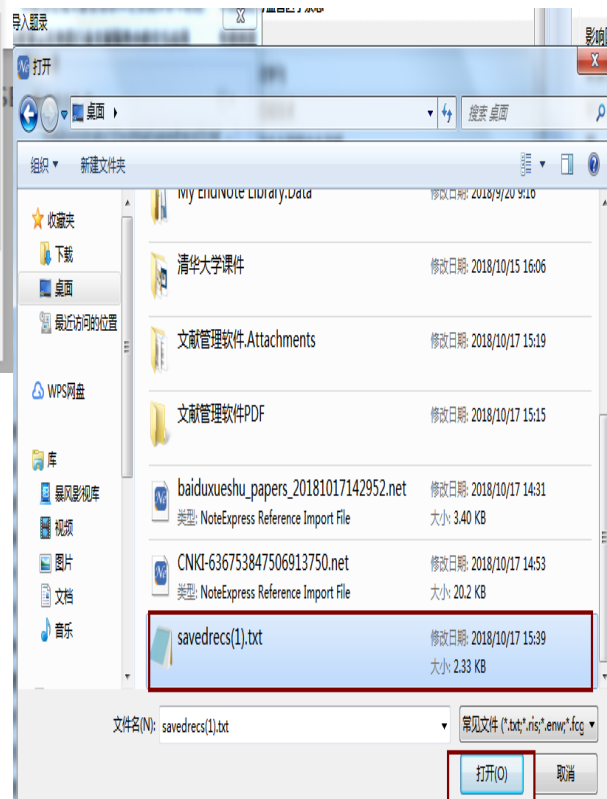 导入题录
影响
打开
桌面
搜索 桌面
组织
新建文件夹
收藏夹
下载
桌面
最近访问的位置
WPS网盘
库
暴风影视库
视频
图片
文档
音乐
My EndNote Library.Data
修改日期: 2018/9/20 9:16
清华大学课件
修改日期: 2018/10/15 16:06
文献管理软件.Attachments
修改日期: 2018/10/17 15:19
文献管理软件PDF
修改日期: 2018/10/17 15:15
baiduxueshu_papers_20181017142952.net
修改日期: 2018/10/17 14:31
类型: NoteExpress Reference Import File
大小: 3.40 KB
CNKI-636753847506913750.net
修改日期: 2018/10/17 14:53
类型: NoteExpress Reference Import File
大小: 20.2 KB
savedrecs(1).txt
修改日期: 2018/10/17 15:39
大小: 2.33 KB
文件名(N): savedrecs(1).txt
常见文件 (*.txt;*.ris;*.enw;*.fcg
打开(O)
取消